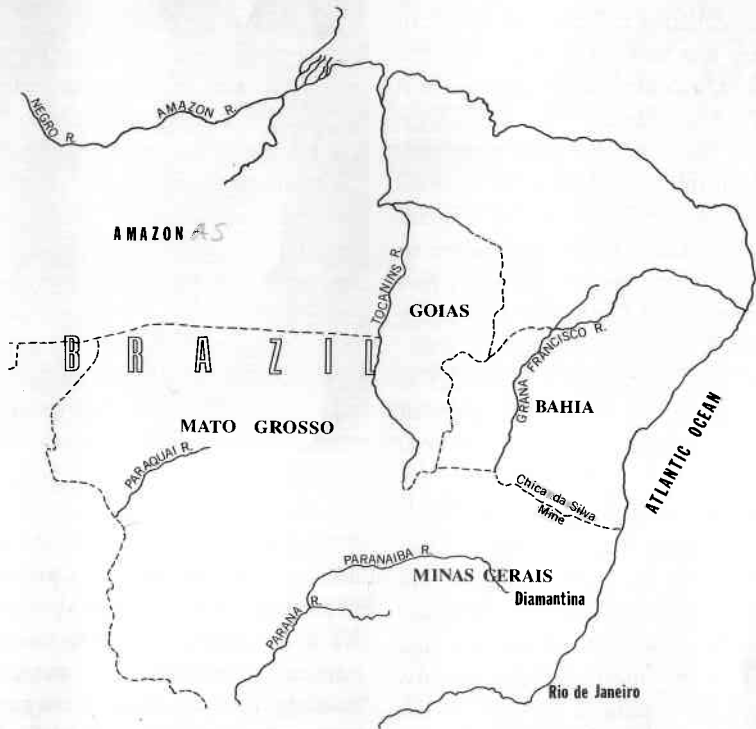 NEGRO R.
AMAZON R.
AMAZON AS
TOCANINS R.
GOIAS
BRAZIL
GRANA FRANCISCO R.
BAHIA
ATLANTIC OCEAN
MATO GROSSO
PARAQUAI R.
Chica da Silva
Mine
PARANAIBA R.
MINAS GERAIS
Diamantina
PARANA R.
Rio de Janeiro